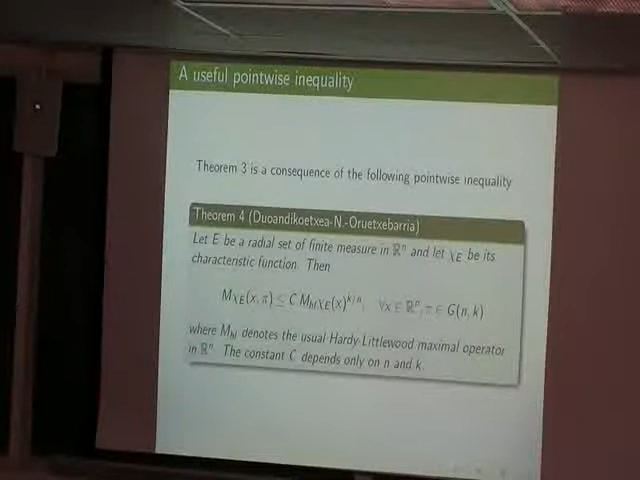 A useful pointwise inequality
Theorem 3 is a consequence of the following pointwise inequality
Theorem 4 (Duoandikoetxea-N.-Oruetxebarria)
Let E be a radial set of finite measure in ℝⁿ and let χ_E be its
characteristic function. Then
Mχ_E(x, π) ≤ C M_{hl}χ_E(x)^{k/n}, ∀x ∈ ℝⁿ, π ∈ G(n, k)
where M_{hl} denotes the usual Hardy-Littlewood maximal operator
in ℝⁿ. The constant C depends only on n and k.